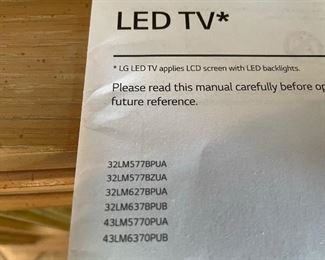 LED TV*
* LG LED TV applies LCD screen with LED backlights.
Please read this manual carefully before op
future reference.
32LM577BPUA
32LM577BZUA
32LM627BPUA
32LM637BPUB
43LM5770PUA
43LM6370PUB